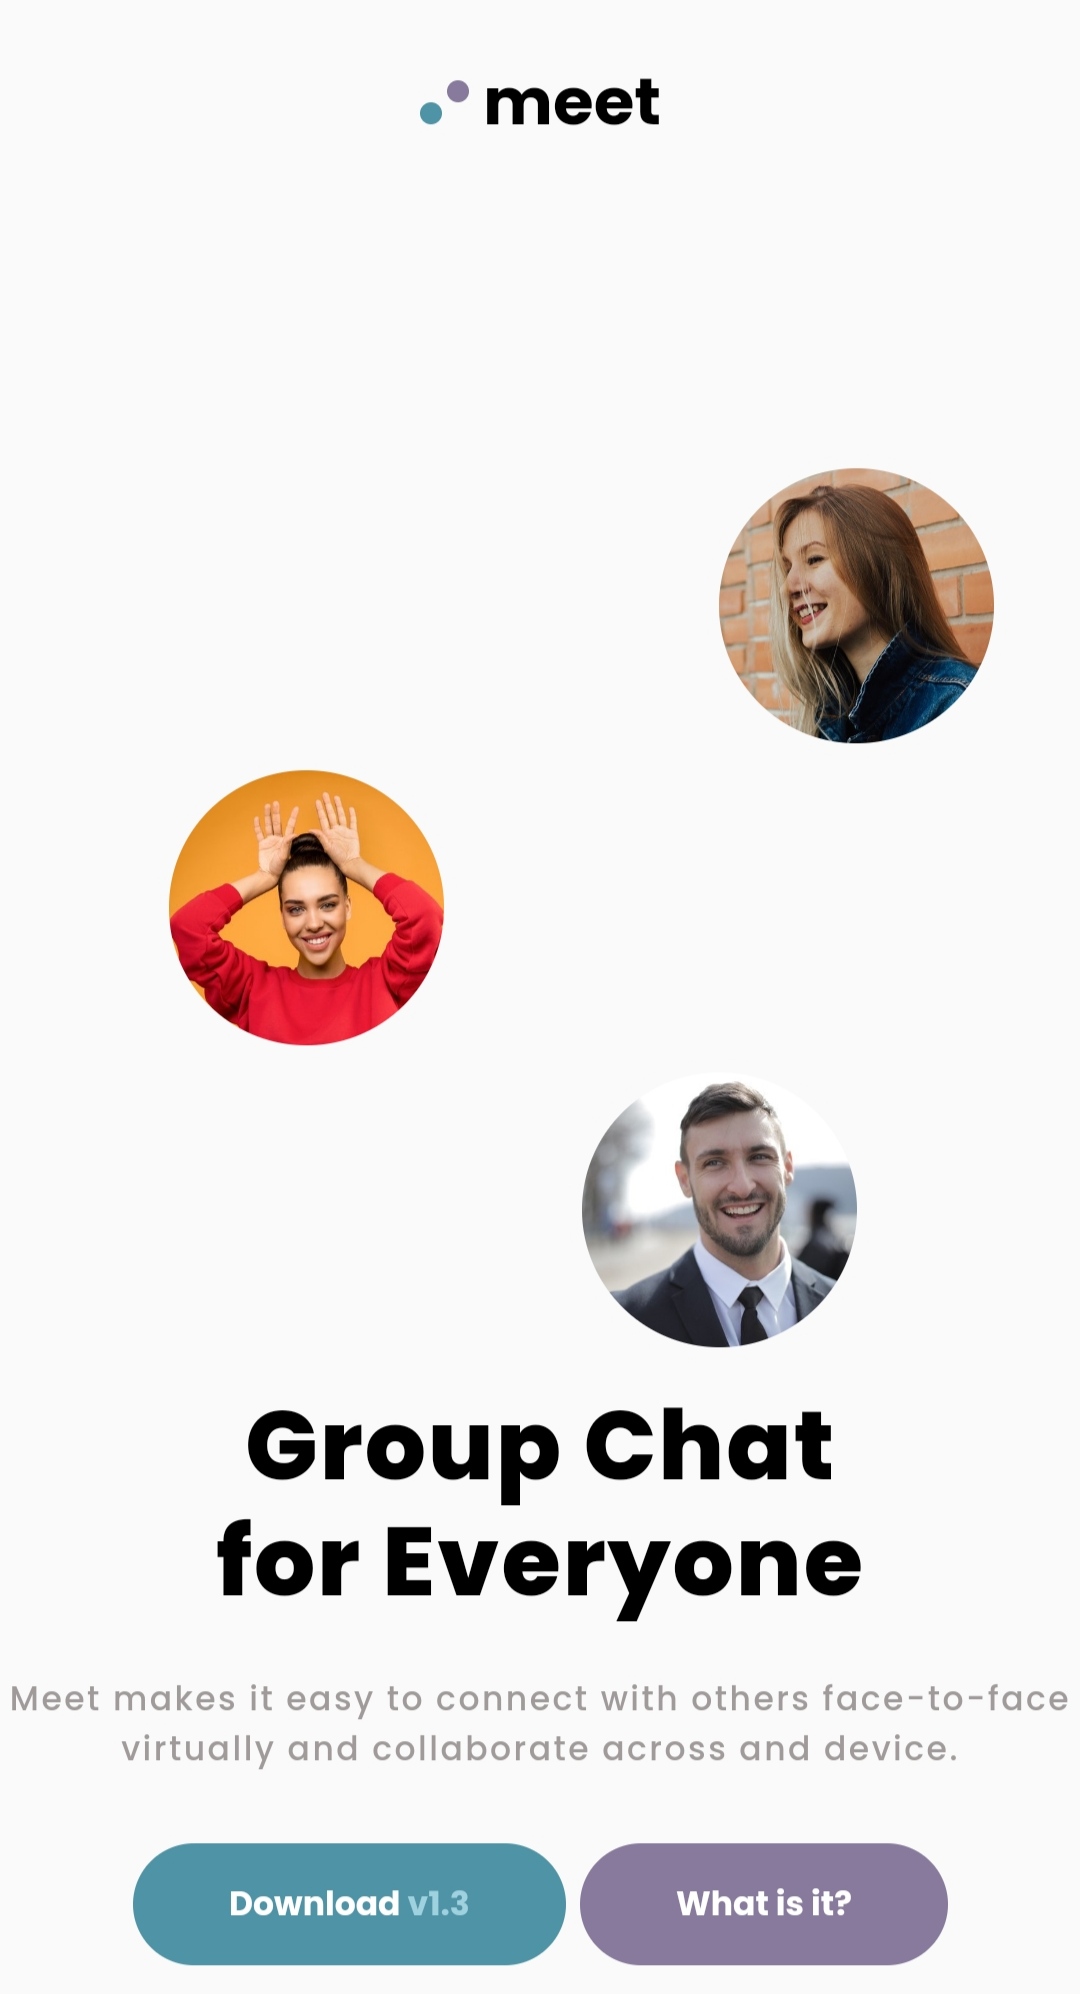 meet
Group Chat
for Everyone
Meet makes it easy to connect with others face-to-face
virtually and collaborate across and device.
Download v1.3
What is it?